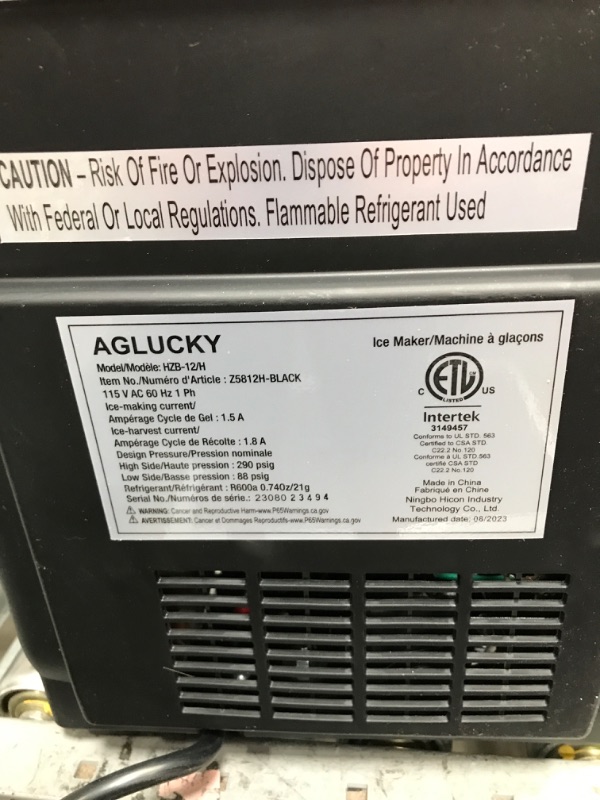 CAUTION – Risk Of Fire Or Explosion. Dispose Of Property In Accordance
With Federal Or Local Regulations. Flammable Refrigerant Used
AGLUCKY
Model/Modèle: HZB-12/H
Item No./Numéro d'Article : Z5812H-BLACK
115 V AC 60 Hz 1 Ph
Ice-making current/
Ampérage Cycle de Gel : 1.5 A
Ice-harvest current/
Ampérage Cycle de Récolte : 1.8 A
Design Pressure/Pression nominale
High Side/Haute pression : 290 psig
Low Side/Basse pression : 88 psig
Refrigerant/Réfrigérant : R600a 0.740z/21g
Serial No./Numéros de série.: 23080 23494
WARNING: Cancer and Reproductive Harm-www.P65Warnings.ca.gov
AVERTISSEMENT: Cancer et Dommages Reproductifs-www.P65Warnings.ca.gov
Ice Maker/Machine à glaçons
C ETL US
LISTED
Intertek
3149457
Conforms to UL STD. 563
Certified to CSA STD
C22.2 No.120
Conforme à UL STD.563
certifié CSA STD
C22.2 No.120
Made in China
Fabriqué en Chine
Ningbo Hicon Industry
Technology Co., Ltd.
Manufactured date: 06/2023